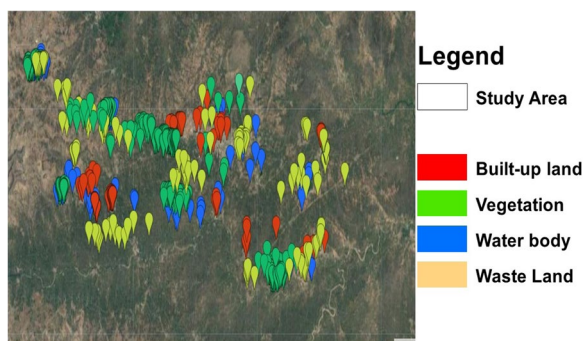 Legend
Study Area
Built-up land
Vegetation
Water body
Waste Land